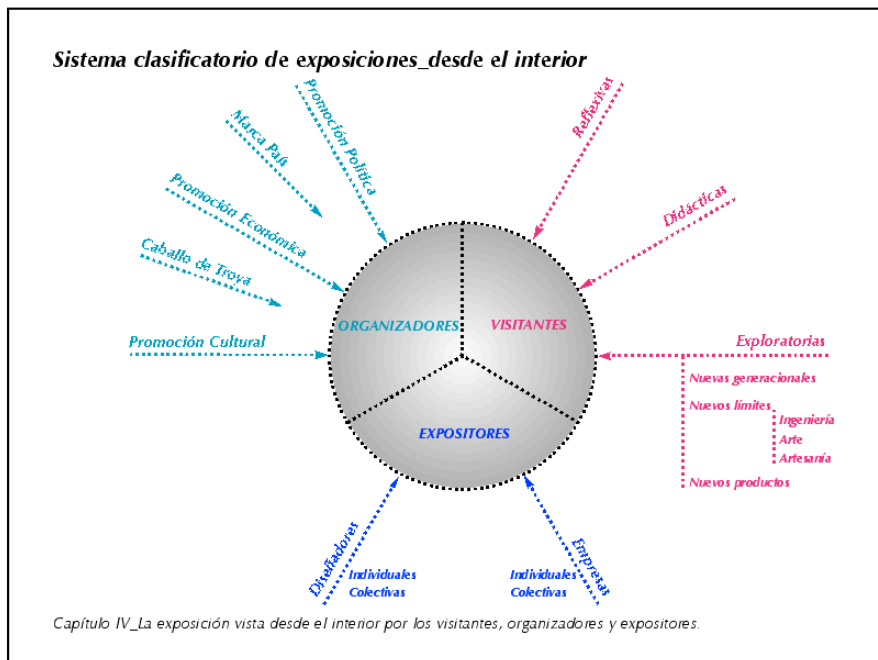 Sistema clasificatorio de exposiciones_desde el interior
Promoción Política
Marca País
Promoción Económica
Caballo de Troya
Promoción Cultural
ORGANIZADORES
VISITANTES
EXPOSITORES
Reflexivas
Didácticas
Exploratorias
Nuevas generacionales
Nuevos límites
Ingeniería
Arte
Artesanía
Nuevos productos
Diseñadores
Individuales
Colectivas
Empresas
Individuales
Colectivas
Capítulo IV_La exposición vista desde el interior por los visitantes, organizadores y expositores.